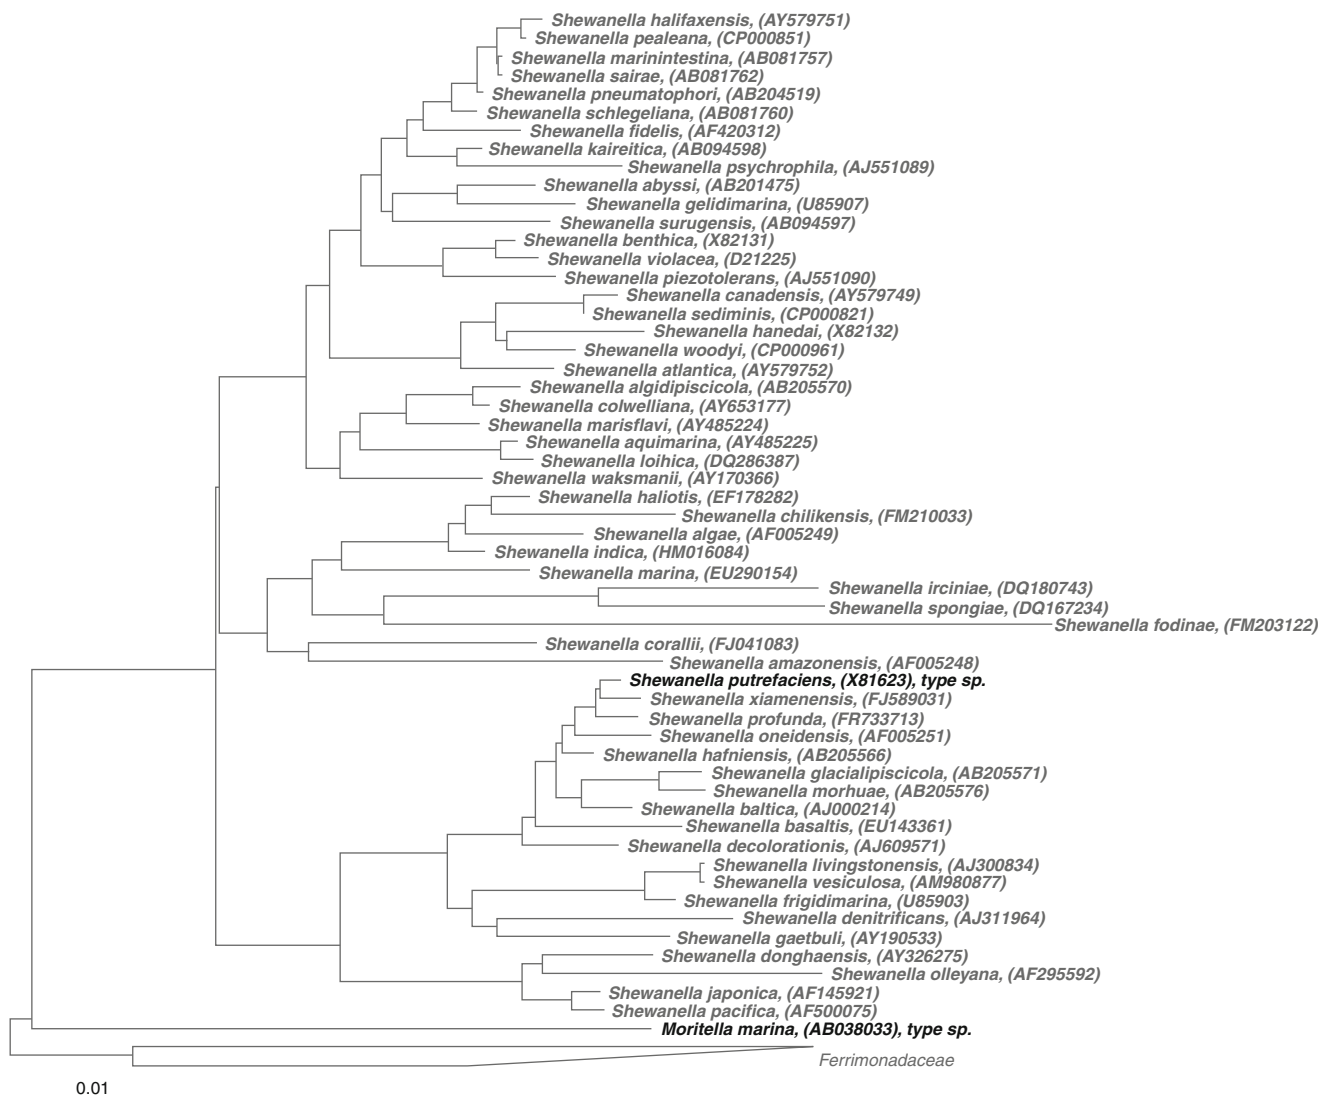 Shewanella halifaxensis, (AY579751)
Shewanella pealeana, (CP000851)
Shewanella marinintestina, (AB081757)
Shewanella sairae, (AB081762)
Shewanella pneumatophori, (AB204519)
Shewanella schlegeliana, (AB081760)
Shewanella fidelis, (AF420312)
Shewanella kaireitica, (AB094598)
Shewanella psychrophila, (AJ551089)
Shewanella abyssi, (AB201475)
Shewanella gelidimarina, (U85907)
Shewanella surugensis, (AB094597)
Shewanella benthica, (X82131)
Shewanella violacea, (D21225)
Shewanella piezotolerans, (AJ551090)
Shewanella canadensis, (AY579749)
Shewanella sediminis, (CP000821)
Shewanella hanedai, (X82132)
Shewanella woodyi, (CP000961)
Shewanella atlantica, (AY579752)
Shewanella algidipiscicola, (AB205570)
Shewanella colwelliana, (AY653177)
Shewanella marisflavi, (AY485224)
Shewanella aquimarina, (AY485225)
Shewanella loihica, (DQ286387)
Shewanella waksmanii, (AY170366)
Shewanella haliotis, (EF178282)
Shewanella chilikensis, (FM210033)
Shewanella algae, (AF005249)
Shewanella indica, (HM016084)
Shewanella marina, (EU290154)
Shewanella irciniae, (DQ180743)
Shewanella spongiae, (DQ167234)
Shewanella fodinae, (FM203122)
Shewanella corallii, (FJ041083)
Shewanella amazonensis, (AF005248)
Shewanella putrefaciens, (X81623), type sp.
Shewanella xiamenensis, (FJ589031)
Shewanella profunda, (FR733713)
Shewanella oneidensis, (AF005251)
Shewanella hafniensis, (AB205566)
Shewanella glacialipiscicola, (AB205571)
Shewanella morhuae, (AB205576)
Shewanella baltica, (AJ000214)
Shewanella basaltis, (EU143361)
Shewanella decolorationis, (AJ609571)
Shewanella livingstonensis, (AJ300834)
Shewanella vesiculosa, (AM980877)
Shewanella frigidimarina, (U85903)
Shewanella denitrificans, (AJ311964)
Shewanella gaetbuli, (AY190533)
Shewanella donghaensis, (AY326275)
Shewanella olleyana, (AF295592)
Shewanella japonica, (AF145921)
Shewanella pacifica, (AF500075)
Moritella marina, (AB038033), type sp.
Ferrimonadaceae
0.01